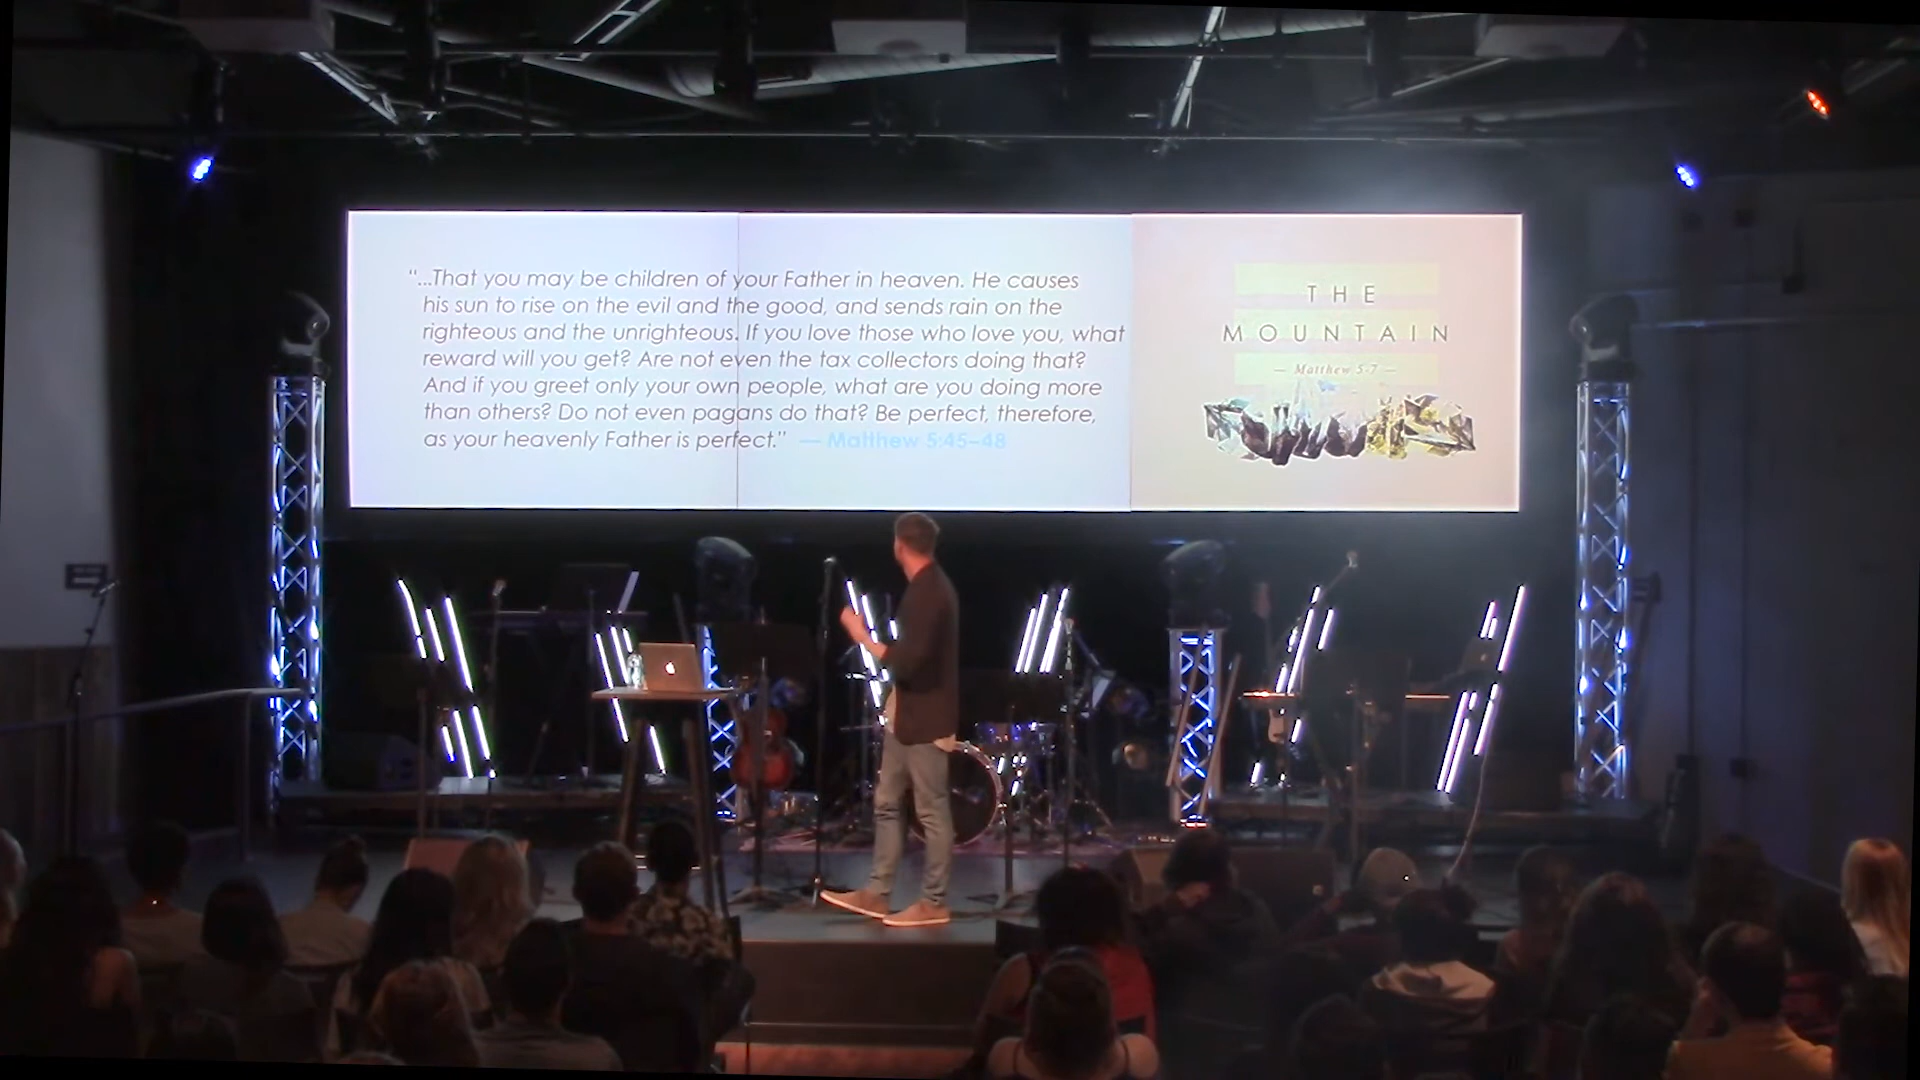 "...That you may be children of your Father in heaven. He causes
his sun to rise on the evil and the good, and sends rain on the
righteous and the unrighteous. If you love those who love you, what
reward will you get? Are not even the tax collectors doing that?
And if you greet only your own people, what are you doing more
than others? Do not even pagans do that? Be perfect, therefore,
as your heavenly Father is perfect." — Matthew 5:45–48
THE
MOUNTAIN
— Matthew 5-7 —